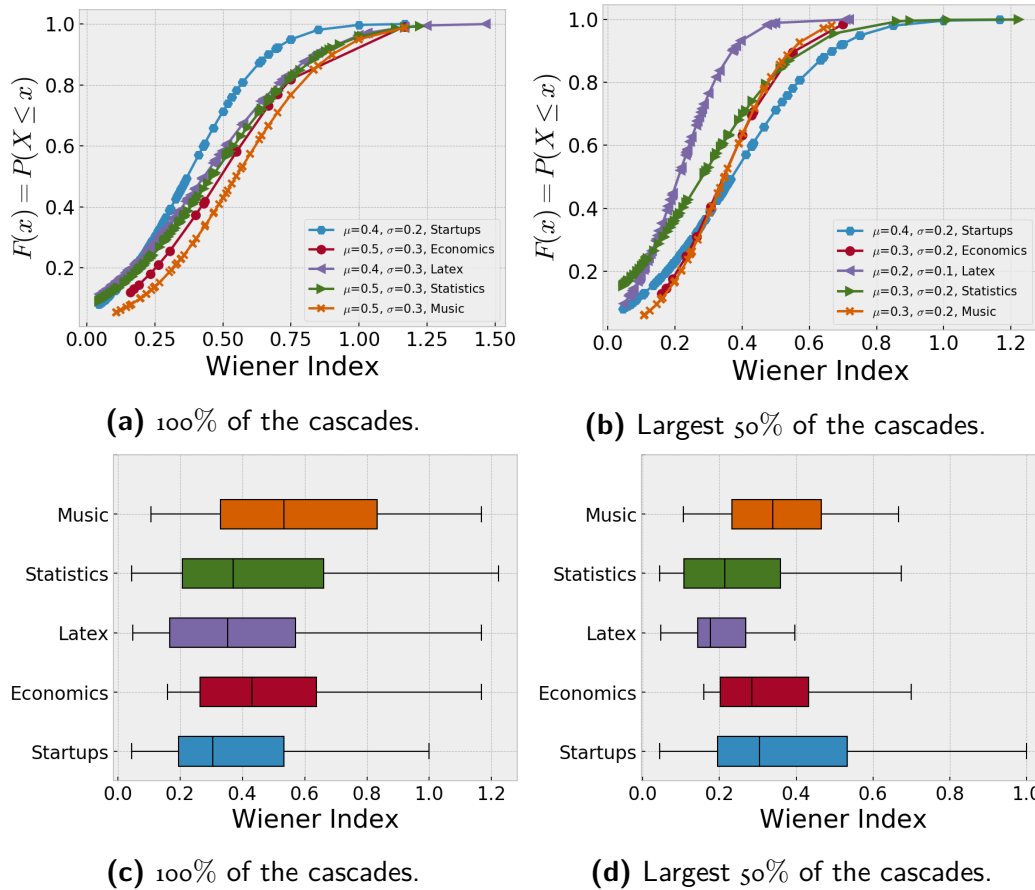 F(x) = P(X ≤ x)
1.0
0.8
0.6
0.4
0.2
μ=0.4, σ=0.2, Startups
μ=0.5, σ=0.3, Economics
μ=0.4, σ=0.3, Latex
μ=0.5, σ=0.3, Statistics
μ=0.5, σ=0.3, Music
0.00 0.25 0.50 0.75 1.00 1.25 1.50
Wiener Index
(a) 100% of the cascades.
F(x) = P(X ≤ x)
1.0
0.8
0.6
0.4
0.2
μ=0.4, σ=0.2, Startups
μ=0.3, σ=0.2, Economics
μ=0.2, σ=0.1, Latex
μ=0.3, σ=0.2, Statistics
μ=0.3, σ=0.2, Music
0.0 0.2 0.4 0.6 0.8 1.0 1.2
Wiener Index
(b) Largest 50% of the cascades.
Music
Statistics
Latex
Economics
Startups
0.0 0.2 0.4 0.6 0.8 1.0 1.2
Wiener Index
(c) 100% of the cascades.
Music
Statistics
Latex
Economics
Startups
0.0 0.2 0.4 0.6 0.8 1.0
Wiener Index
(d) Largest 50% of the cascades.